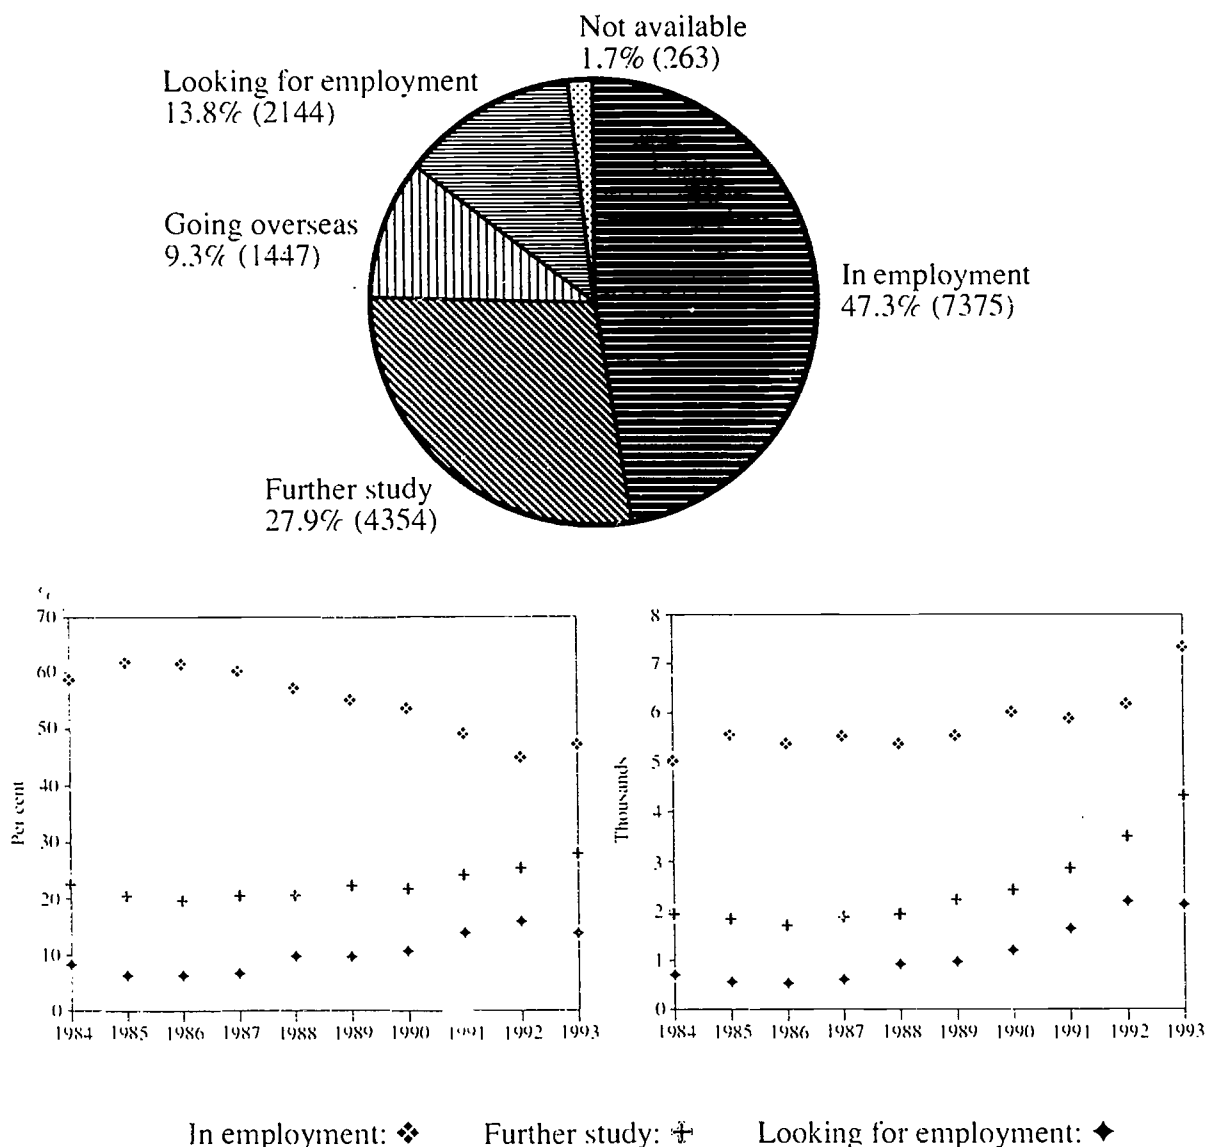 Not available
1.7% (263)
Looking for employment
13.8% (2144)
Going overseas
9.3% (1447)
In employment
47.3% (7375)
Further study
27.9% (4354)
70
60
50
40
30
20
10
0
Per cent
1984 1985 1986 1987 1988 1989 1990 1991 1992 1993
8
7
6
5
4
3
2
1
0
Thousands
1984 1985 1986 1987 1988 1989 1990 1991 1992 1993
In employment: Further study: Looking for employment: